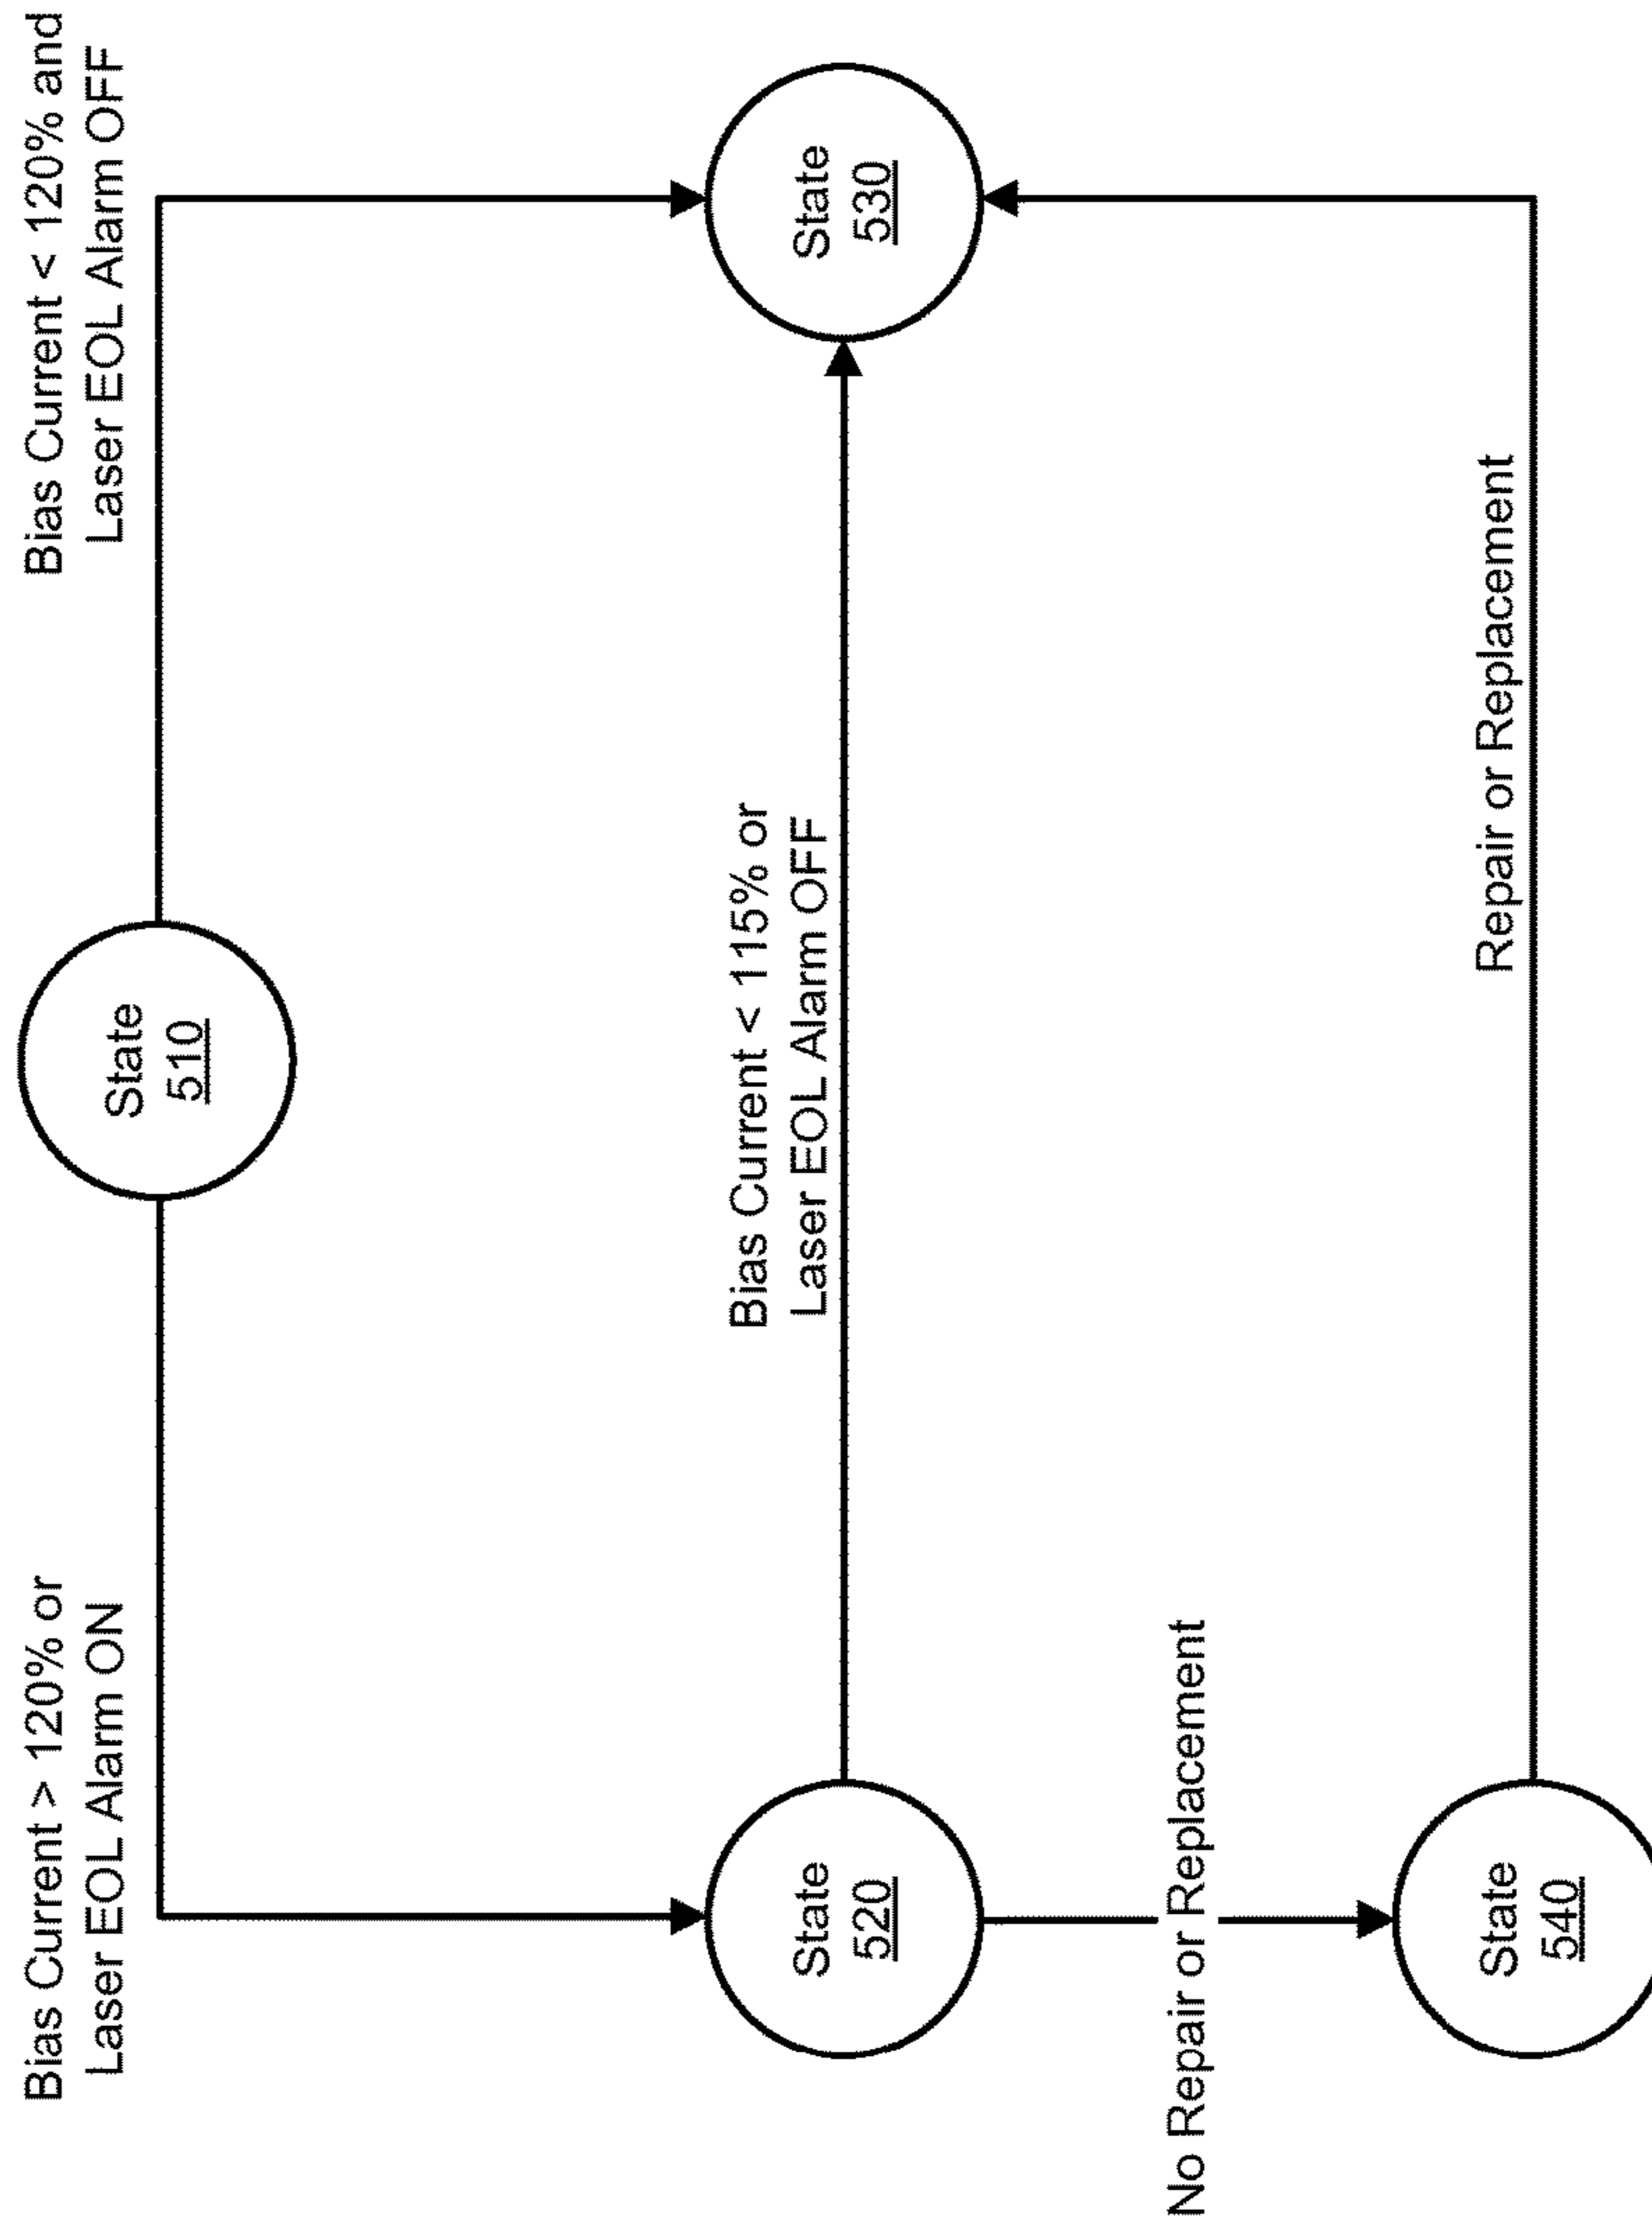 Bias Current > 120% or
Laser EOL Alarm ON
State
510
Bias Current < 120% and
Laser EOL Alarm OFF
State
520
Bias Current < 115% or
Laser EOL Alarm OFF
State
530
No Repair or Replacement
State
540
Repair or Replacement